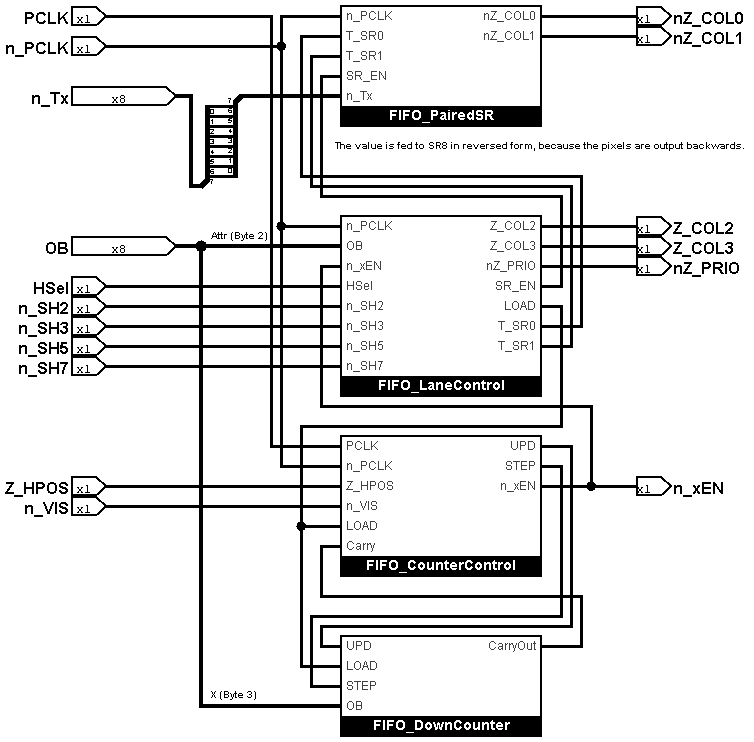 PCLK x1
n_PCLK x1
n_Tx x8
7
0 6
1 5
2 4
3 3
4 2
5 1
6 0
7
n_PCLK nZ_COL0
T_SR0 nZ_COL1
T_SR1
SR_EN
n_Tx
FIFO_PairedSR
x1 nZ_COL0
x1 nZ_COL1
The value is fed to SR8 in reversed form, because the pixels are output backwards.
OB x8
Attr (Byte 2)
HSel x1
n_SH2 x1
n_SH3 x1
n_SH5 x1
n_SH7 x1
n_PCLK Z_COL2
OB Z_COL3
n_xEN nZ_PRIO
HSel SR_EN
n_SH2 LOAD
n_SH3 T_SR0
n_SH5 T_SR1
n_SH7
FIFO_LaneControl
x1 Z_COL2
x1 Z_COL3
x1 nZ_PRIO
Z_HPOS x1
n_VIS x1
PCLK UPD
n_PCLK STEP
Z_HPOS n_xEN
n_VIS
LOAD
Carry
FIFO_CounterControl
x1 n_xEN
X (Byte 3)
UPD CarryOut
LOAD
STEP
OB
FIFO_DownCounter